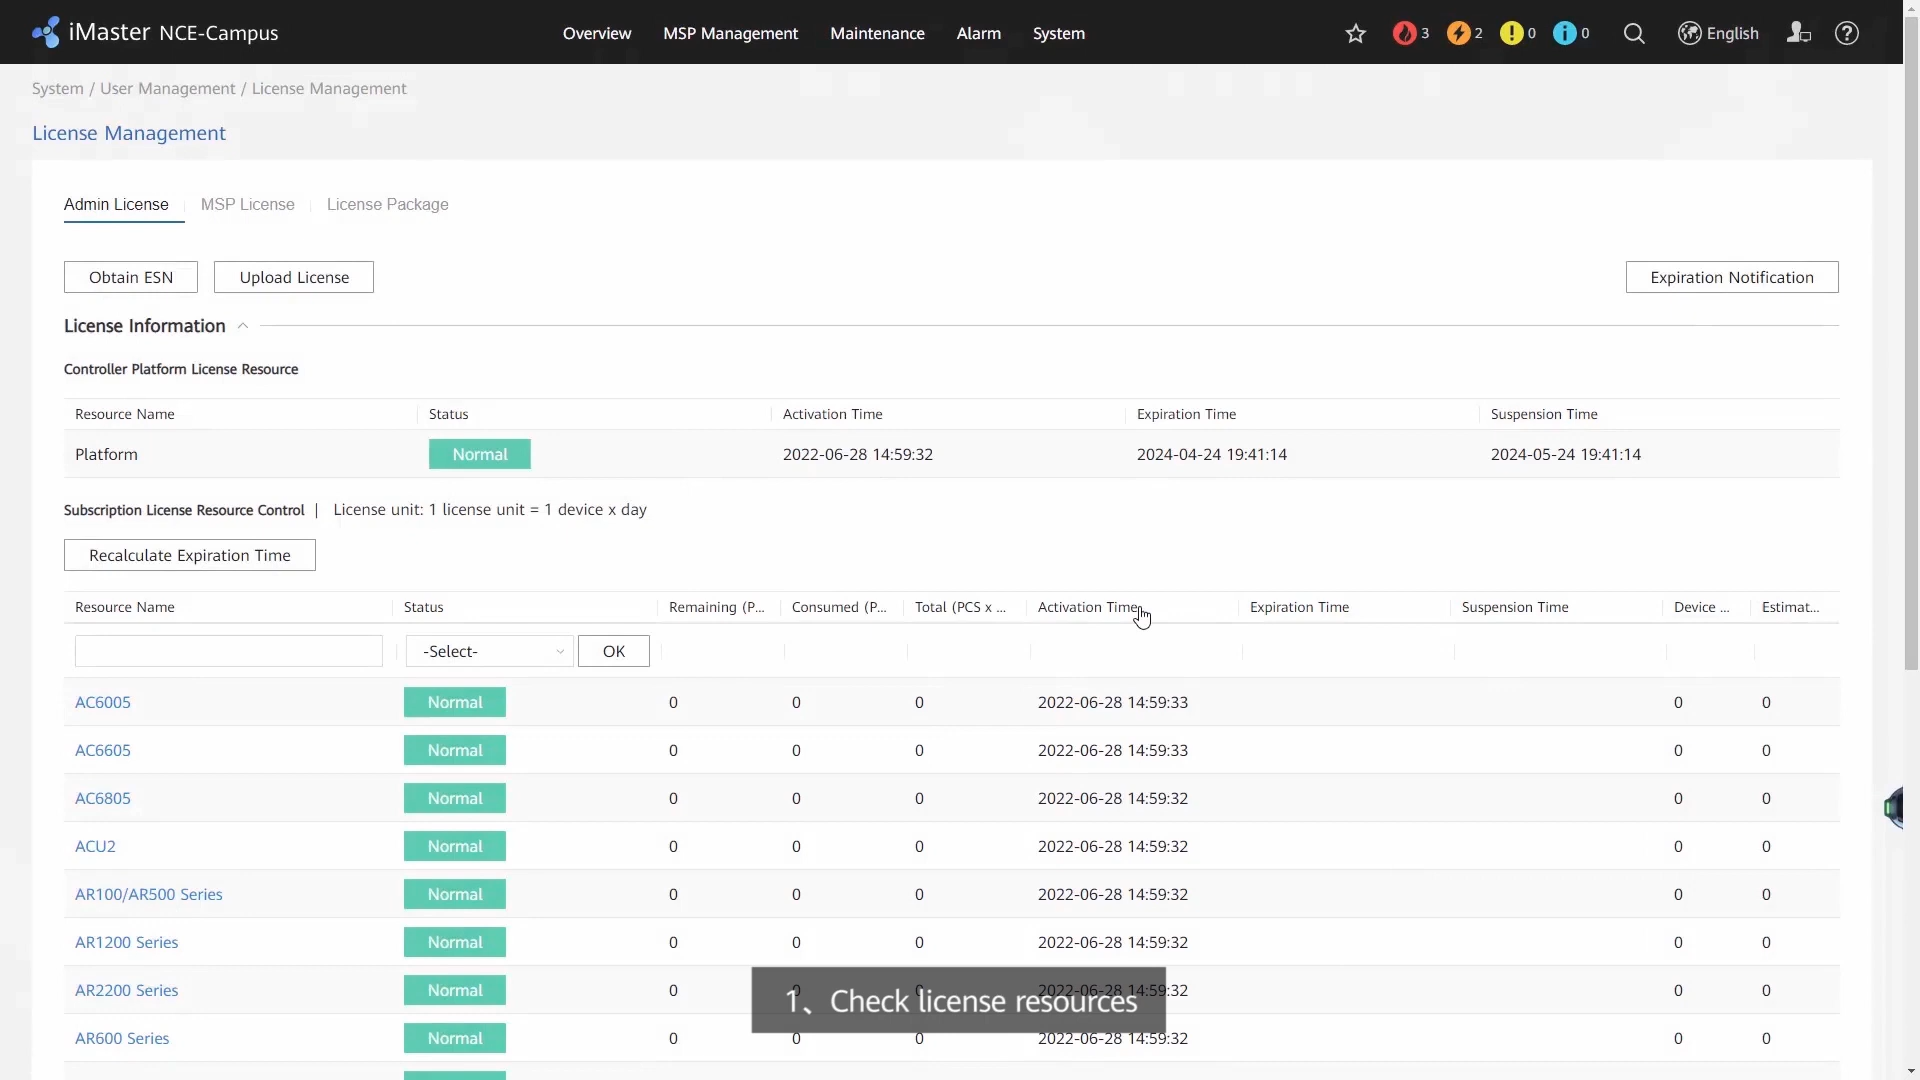 iMaster NCE-Campus
Overview MSP Management Maintenance Alarm System
3 2 0 0 English
System / User Management / License Management
License Management
Admin License MSP License License Package
Obtain ESN Upload License Expiration Notification
License Information
Controller Platform License Resource
Resource Name Status Activation Time Expiration Time Suspension Time
Platform Normal 2022-06-28 14:59:32 2024-04-24 19:41:14 2024-05-24 19:41:14
Subscription License Resource Control | License unit: 1 license unit = 1 device x day
Recalculate Expiration Time
Resource Name Status Remaining (P... Consumed (P... Total (PCS x ... Activation Time Expiration Time Suspension Time Device ... Estimat...
-Select- OK
AC6005 Normal 0 0 0 2022-06-28 14:59:33 0 0
AC6605 Normal 0 0 0 2022-06-28 14:59:33 0 0
AC6805 Normal 0 0 0 2022-06-28 14:59:32 0 0
ACU2 Normal 0 0 0 2022-06-28 14:59:32 0 0
AR100/AR500 Series Normal 0 0 0 2022-06-28 14:59:32 0 0
AR1200 Series Normal 0 0 0 2022-06-28 14:59:32 0 0
AR2200 Series Normal 0 0 0 2022-06-28 14:59:32 0 0
1、Check license resources
AR600 Series Normal 0 0 0 2022-06-28 14:59:32 0 0